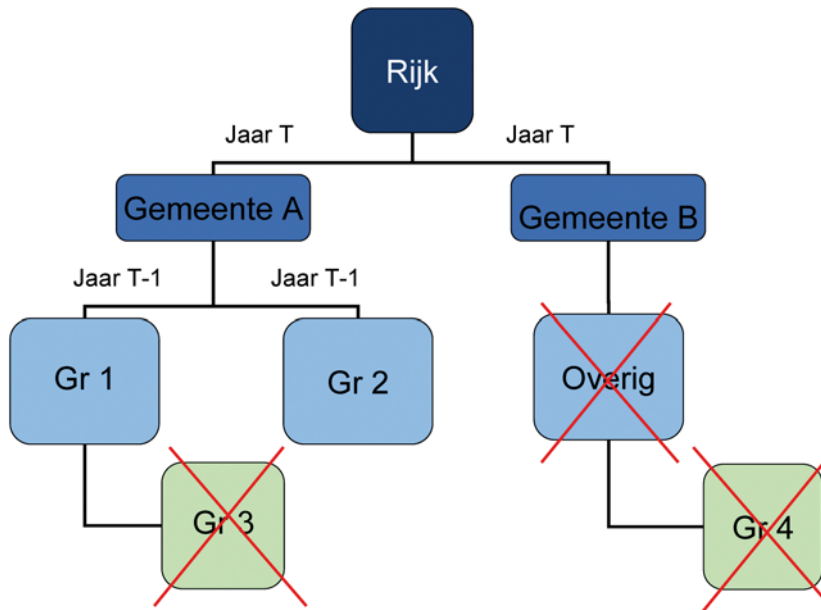 Rijk
Jaar T
Jaar T
Gemeente A
Gemeente B
Jaar T-1
Jaar T-1
Gr 1
Gr 2
Overig
Gr 3
Gr 4